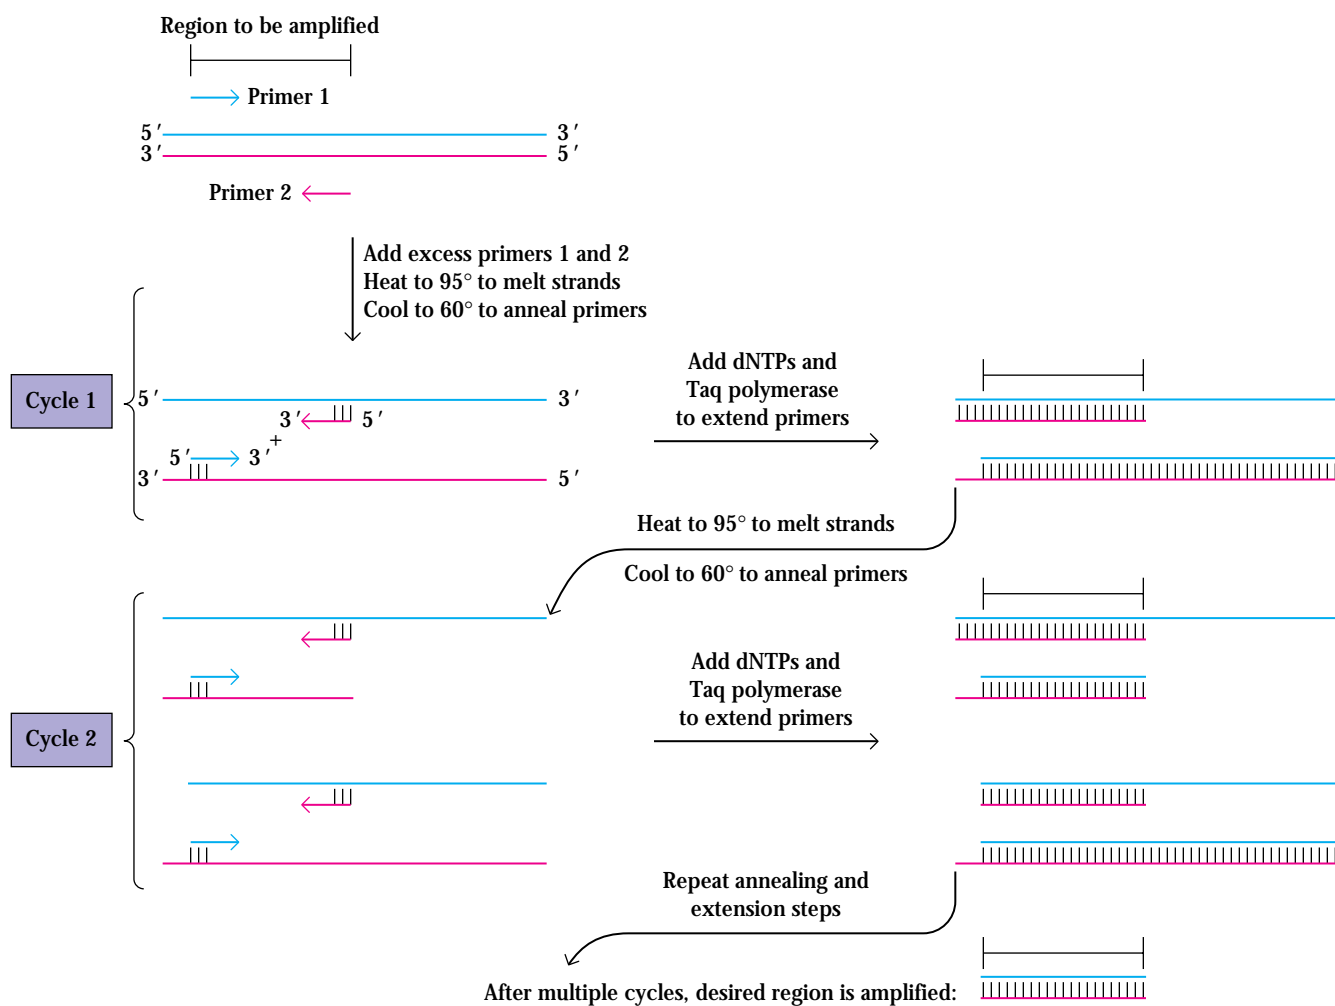 Region to be amplified
Primer 1
5′ 3′
3′ 5′
Primer 2
Add excess primers 1 and 2
Heat to 95° to melt strands
Cool to 60° to anneal primers
Cycle 1
5′ 3′
3′ 5′
+
5′ 3′
3′ 5′
Add dNTPs and
Taq polymerase
to extend primers
Heat to 95° to melt strands
Cool to 60° to anneal primers
Cycle 2
Add dNTPs and
Taq polymerase
to extend primers
Repeat annealing and
extension steps
After multiple cycles, desired region is amplified: